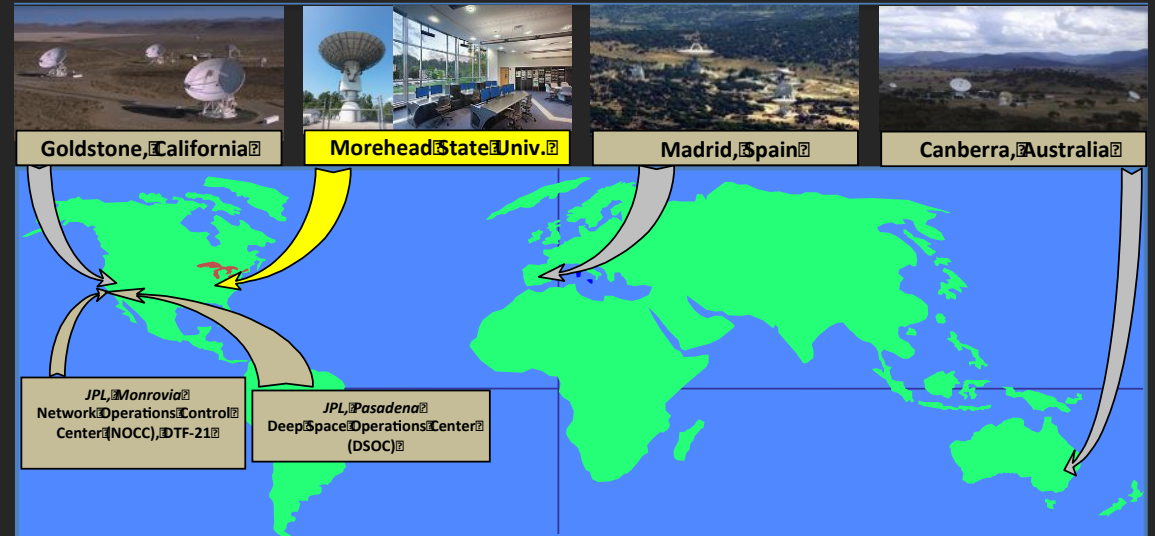 Goldstone, California
Morehead State Univ.
Madrid, Spain
Canberra, Australia
JPL, Monrovia
Network Operations Control
Center (NOCC), DTF-21
JPL, Pasadena
Deep Space Operations Center
(DSOC)